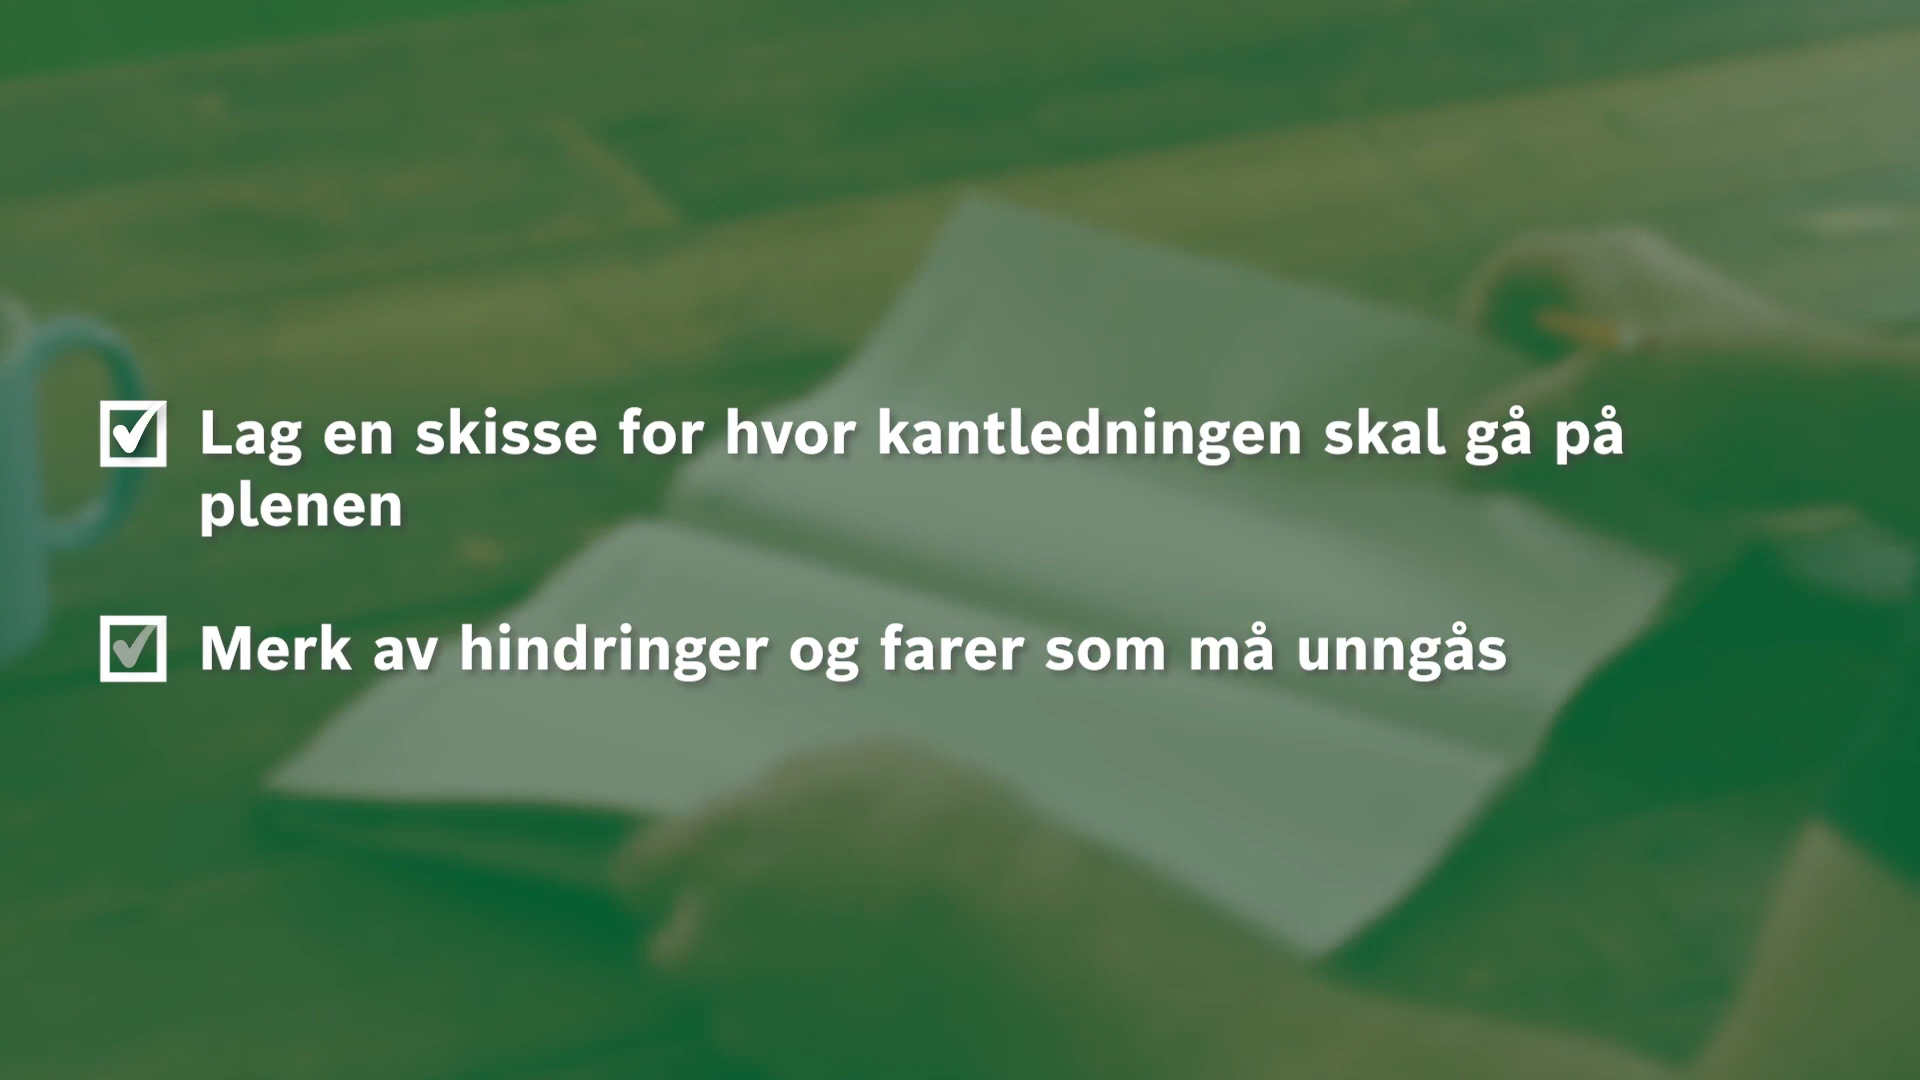 Lag en skisse for hvor kantledningen skal gå på
plenen
Merk av hindringer og farer som må unngås